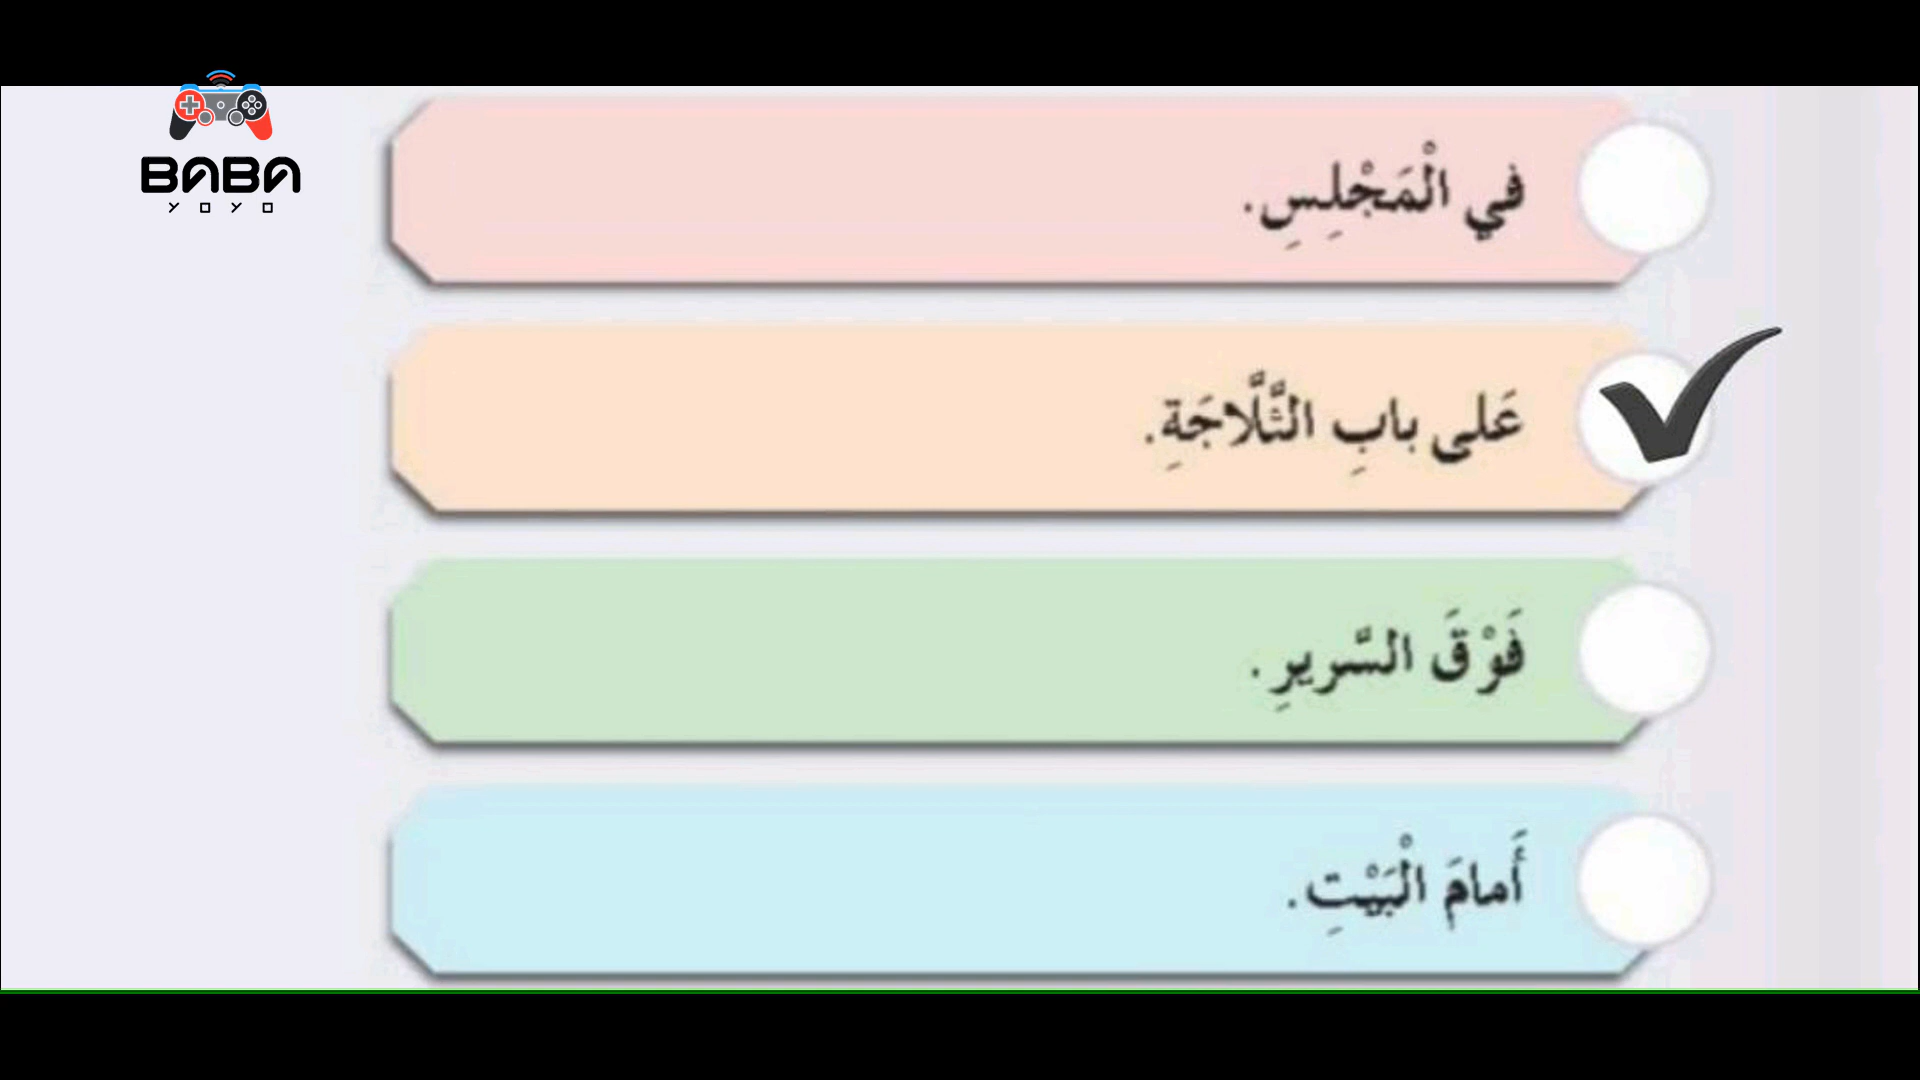 BABA
YOYO
في الْمَجْلِسِ.
عَلى بابِ الثَّلَّاجَةِ.
فَوْقَ السَّريرِ.
أَمامَ الْبَيْتِ.